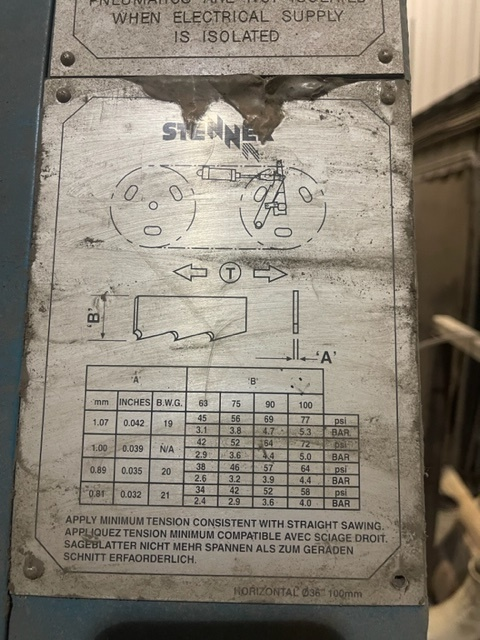 PNEUMATICS ARE NOT ISOLATED
WHEN ELECTRICAL SUPPLY
IS ISOLATED
STENNER
T
'B'
'A'
'A' 'B'
mm INCHES B.W.G. 63 75 90 100
1.07 0.042 19 45 56 69 77 psi
3.1 3.8 4.7 5.3 BAR
1.00 0.039 N/A 42 52 64 72 psi
2.9 3.6 4.4 5.0 BAR
0.89 0.035 20 38 46 57 64 psi
2.6 3.2 3.9 4.4 BAR
0.81 0.032 21 34 42 52 58 psi
2.4 2.9 3.6 4.0 BAR
APPLY MINIMUM TENSION CONSISTENT WITH STRAIGHT SAWING.
APPLIQUEZ TENSION MINIMUM COMPATIBLE AVEC SCIAGE DROIT.
SAGEBLATTER NICHT MEHR SPANNEN ALS ZUM GERADEN
SCHNITT ERFAORDERLICH.
HORIZONTAL Ø36" 100mm